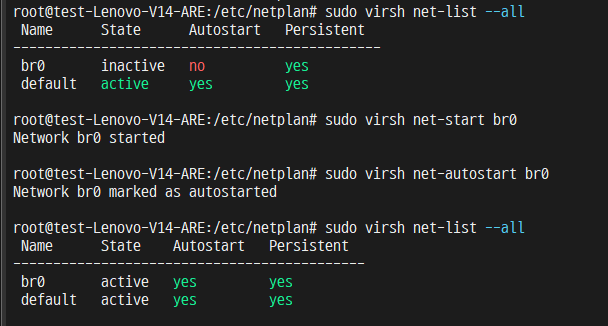 root@test-Lenovo-V14-ARE:/etc/netplan# sudo virsh net-list --all
Name State Autostart Persistent
----------------------------------------------
br0 inactive no yes
default active yes yes
root@test-Lenovo-V14-ARE:/etc/netplan# sudo virsh net-start br0
Network br0 started
root@test-Lenovo-V14-ARE:/etc/netplan# sudo virsh net-autostart br0
Network br0 marked as autostarted
root@test-Lenovo-V14-ARE:/etc/netplan# sudo virsh net-list --all
Name State Autostart Persistent
--------------------------------------------
br0 active yes yes
default active yes yes